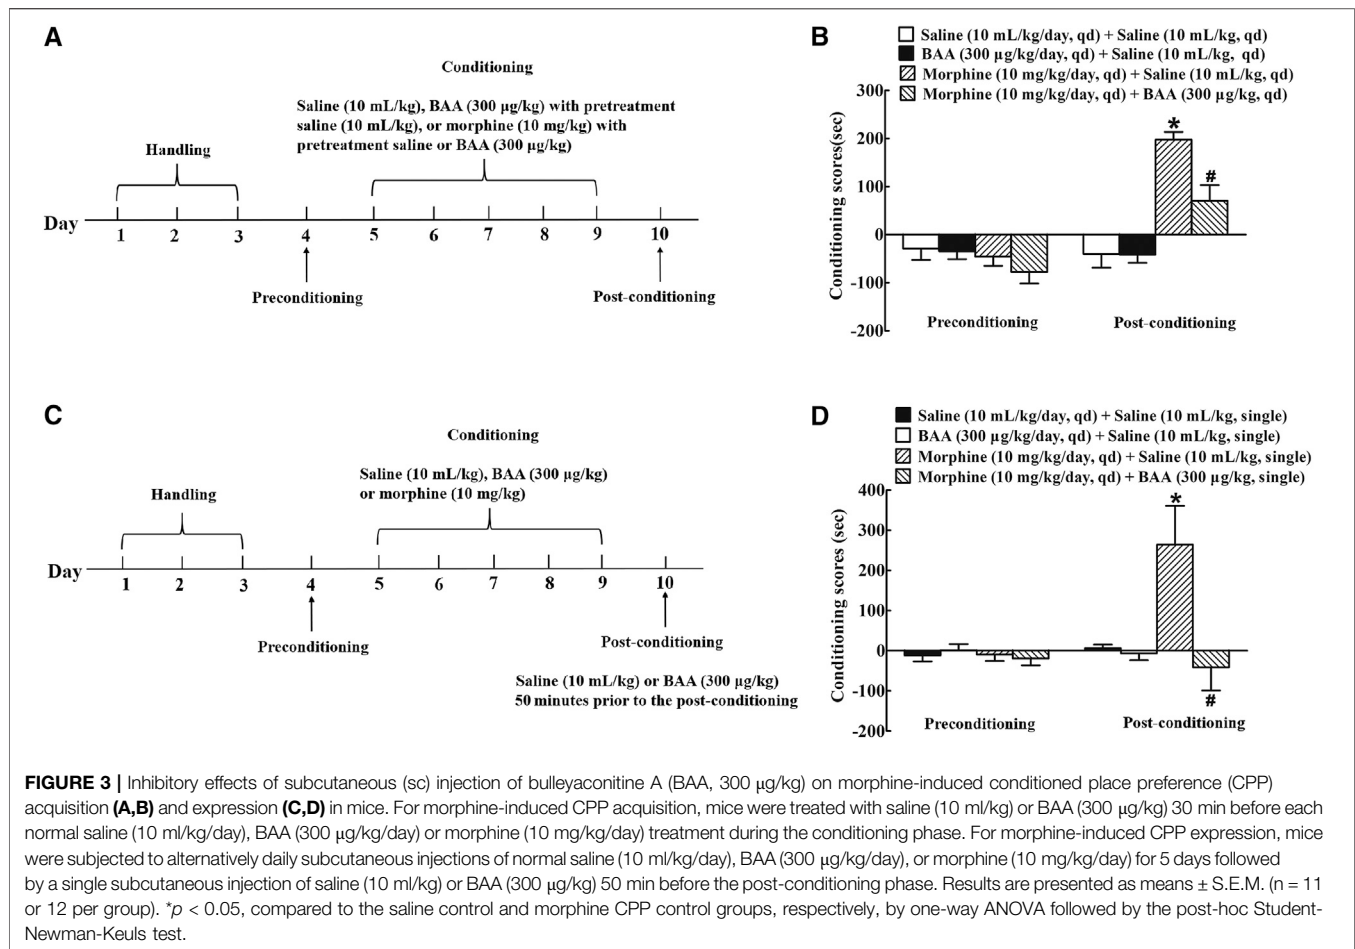 A
Conditioning
Saline (10 mL/kg), BAA (300 µg/kg) with pretreatment
saline (10 mL/kg), or morphine (10 mg/kg) with
pretreatment saline or BAA (300 µg/kg)
Handling
Day
1 2 3 4 5 6 7 8 9 10
Preconditioning
Post-conditioning
B
Saline (10 mL/kg/day, qd) + Saline (10 mL/kg, qd)
BAA (300 µg/kg/day, qd) + Saline (10 mL/kg, qd)
Morphine (10 mg/kg/day, qd) + Saline (10 mL/kg, qd)
Morphine (10 mg/kg/day, qd) + BAA (300 µg/kg, qd)
Conditioning scores(sec)
300
200
100
0
-100
-200
*
#
Preconditioning
Post-conditioning
C
Conditioning
Saline (10 mL/kg), BAA (300 µg/kg)
or morphine (10 mg/kg)
Handling
Day
1 2 3 4 5 6 7 8 9 10
Preconditioning
Post-conditioning
Saline (10 mL/kg) or BAA (300 µg/kg)
50 minutes prior to the post-conditioning
D
Saline (10 mL/kg/day, qd) + Saline (10 mL/kg, single)
BAA (300 µg/kg/day, qd) + Saline (10 mL/kg, single)
Morphine (10 mg/kg/day, qd) + Saline (10 mL/kg, single)
Morphine (10 mg/kg/day, qd) + BAA (300 µg/kg, single)
Conditioning scores (sec)
400
300
200
100
0
-100
-200
*
#
Preconditioning
Post-conditioning
FIGURE 3 | Inhibitory effects of subcutaneous (sc) injection of bulleyaconitine A (BAA, 300 μg/kg) on morphine-induced conditioned place preference (CPP)
acquisition (A,B) and expression (C,D) in mice. For morphine-induced CPP acquisition, mice were treated with saline (10 ml/kg) or BAA (300 μg/kg) 30 min before each
normal saline (10 ml/kg/day), BAA (300 μg/kg/day) or morphine (10 mg/kg/day) treatment during the conditioning phase. For morphine-induced CPP expression, mice
were subjected to alternatively daily subcutaneous injections of normal saline (10 ml/kg/day), BAA (300 μg/kg/day), or morphine (10 mg/kg/day) for 5 days followed
by a single subcutaneous injection of saline (10 ml/kg) or BAA (300 μg/kg) 50 min before the post-conditioning phase. Results are presented as means ± S.E.M. (n = 11
or 12 per group). *p < 0.05, compared to the saline control and morphine CPP control groups, respectively, by one-way ANOVA followed by the post-hoc Student-
Newman-Keuls test.